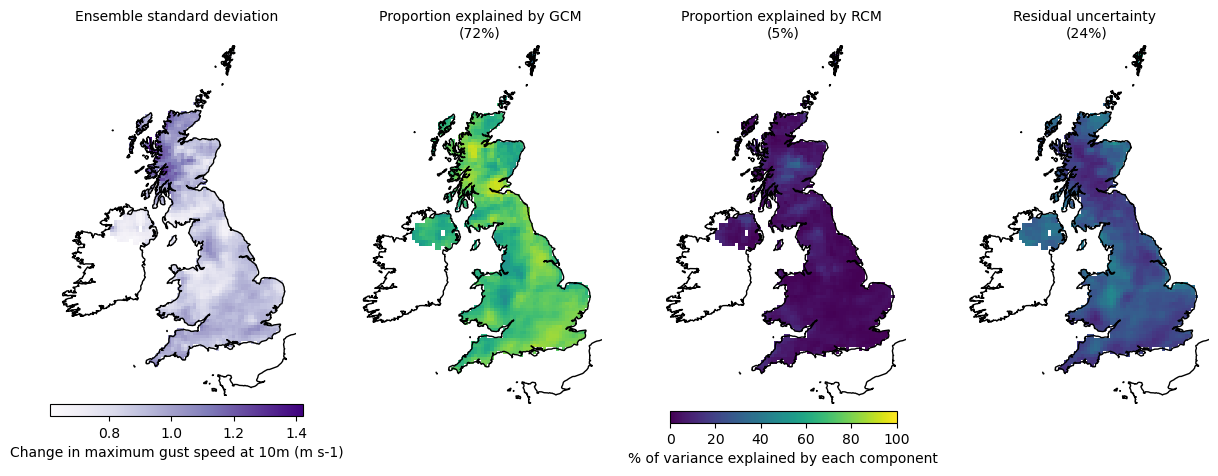 Ensemble standard deviation
Proportion explained by GCM
(72%)
Proportion explained by RCM
(5%)
Residual uncertainty
(24%)
0.8 1.0 1.2 1.4
Change in maximum gust speed at 10m (m s-1)
0 20 40 60 80 100
% of variance explained by each component